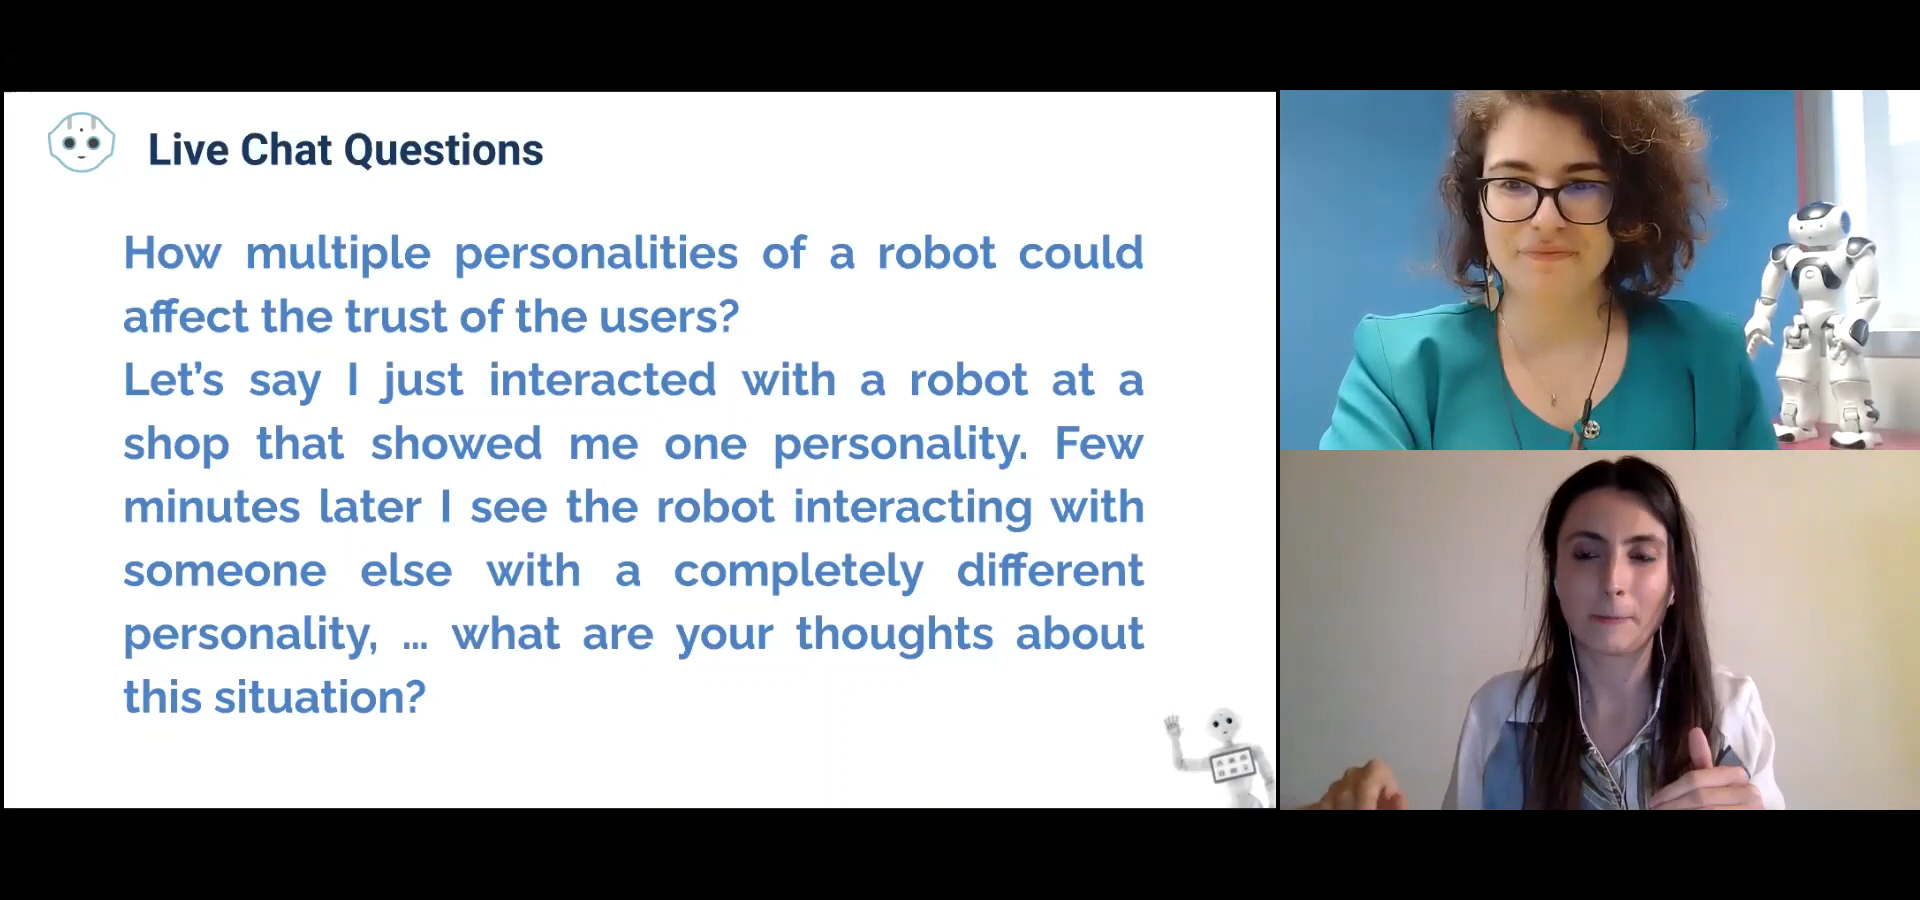 Live Chat Questions
How multiple personalities of a robot could
affect the trust of the users?
Let’s say I just interacted with a robot at a
shop that showed me one personality. Few
minutes later I see the robot interacting with
someone else with a completely different
personality, ... what are your thoughts about
this situation?